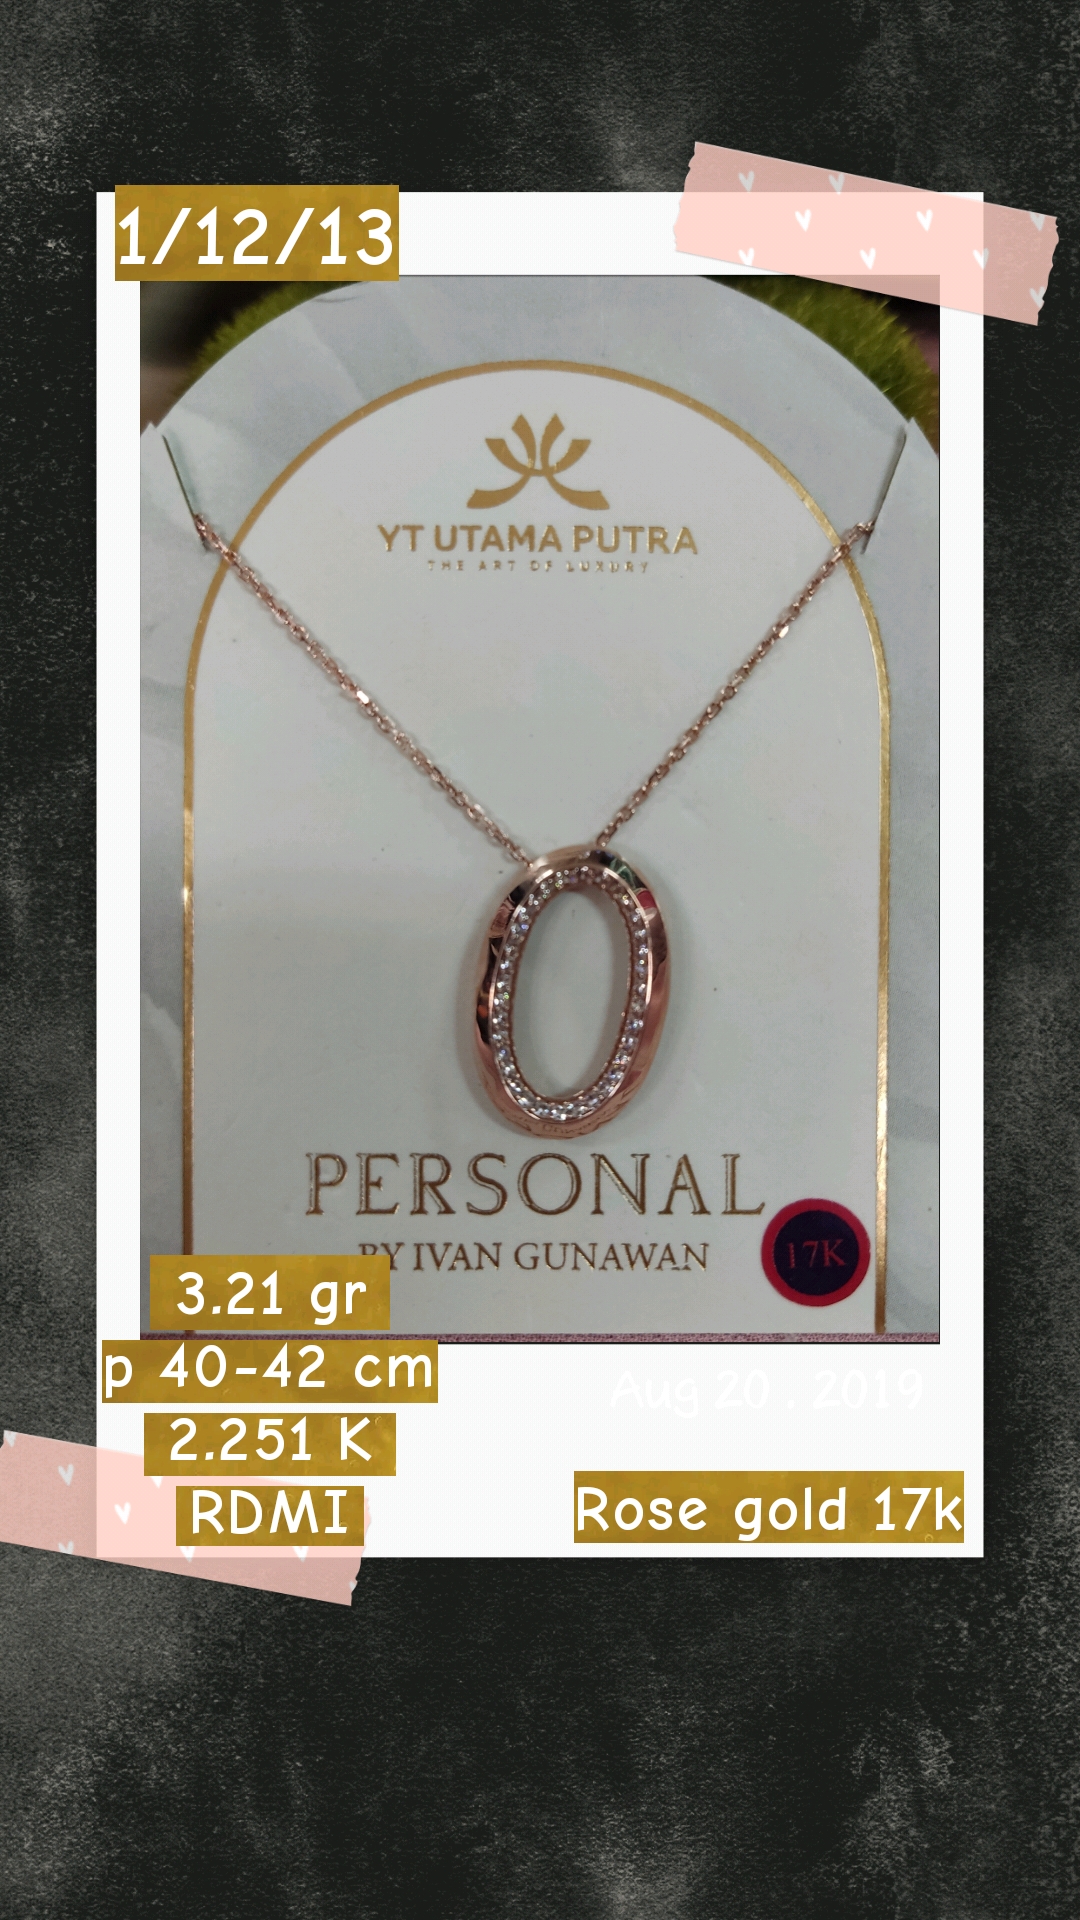 1/12/13
YT UTAMA PUTRA
THE ART OF LUXURY
PERSONAL
BY IVAN GUNAWAN
17K
3.21 gr
p 40-42 cm
2.251 K
RDMI
Aug 20 . 2019
Rose gold 17k